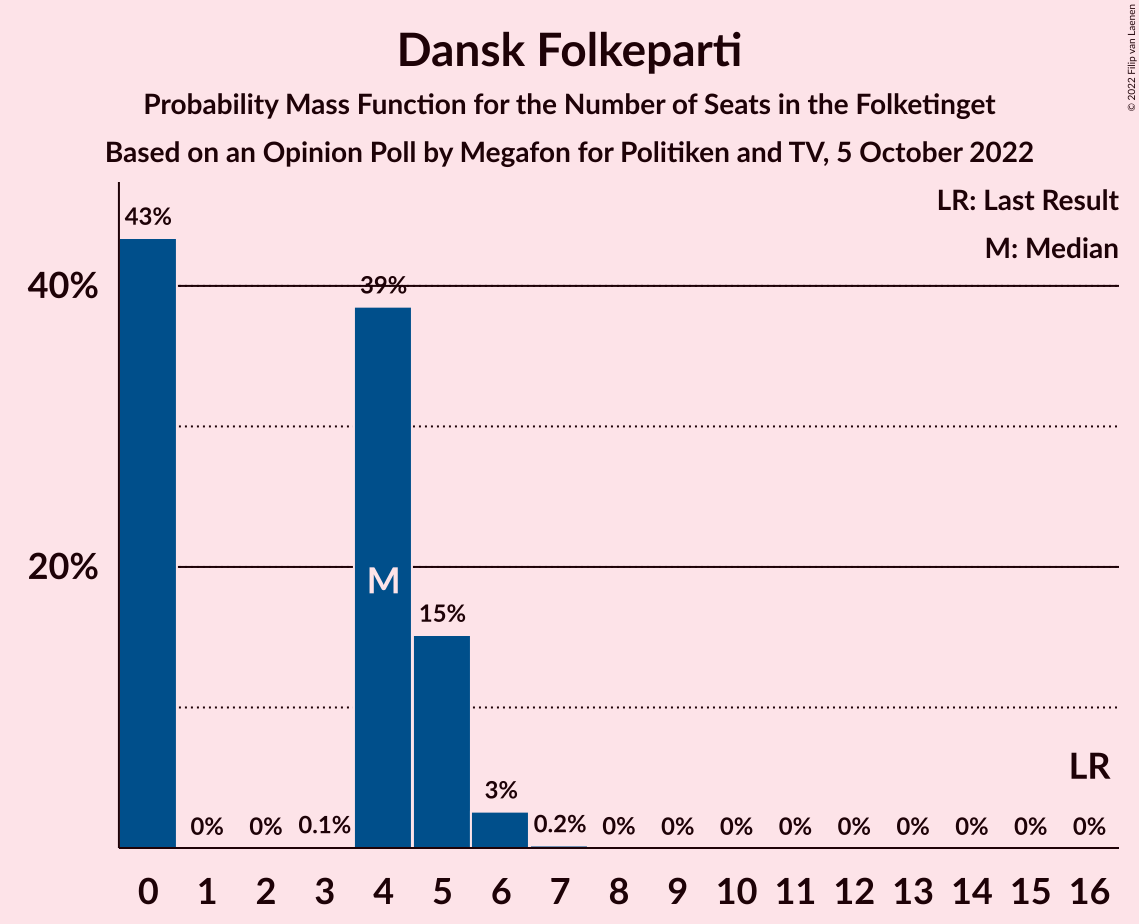 Dansk Folkeparti
Probability Mass Function for the Number of Seats in the Folketinget
Based on an Opinion Poll by Megafon for Politiken and TV, 5 October 2022
© 2022 Filip van Laenen
LR: Last Result
M: Median
43%
40%
39%
20%
M
15%
LR
3%
0% 0% 0.1% 0.2% 0% 0% 0% 0% 0% 0% 0% 0% 0%
0 1 2 3 4 5 6 7 8 9 10 11 12 13 14 15 16